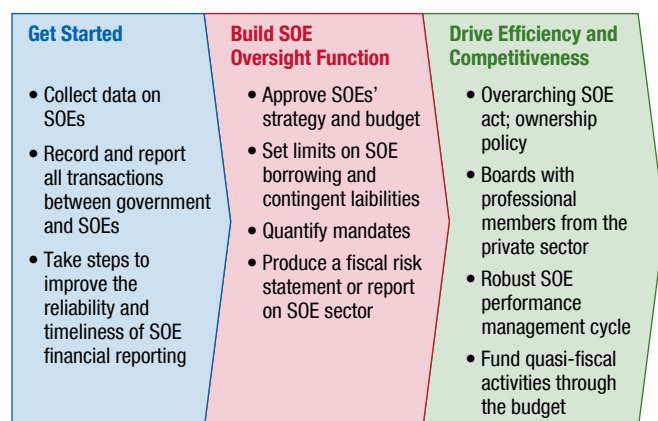 Get Started
• Collect data on
SOEs
• Record and report
all transactions
between government
and SOEs
• Take steps to
improve the
reliability and
timeliness of SOE
financial reporting
Build SOE
Oversight Function
• Approve SOEs'
strategy and budget
• Set limits on SOE
borrowing and
contingent laibilities
• Quantify mandates
• Produce a fiscal risk
statement or report
on SOE sector
Drive Efficiency and
Competitiveness
• Overarching SOE
act; ownership
policy
• Boards with
professional
members from the
private sector
• Robust SOE
performance
management cycle
• Fund quasi-fiscal
activities through
the budget